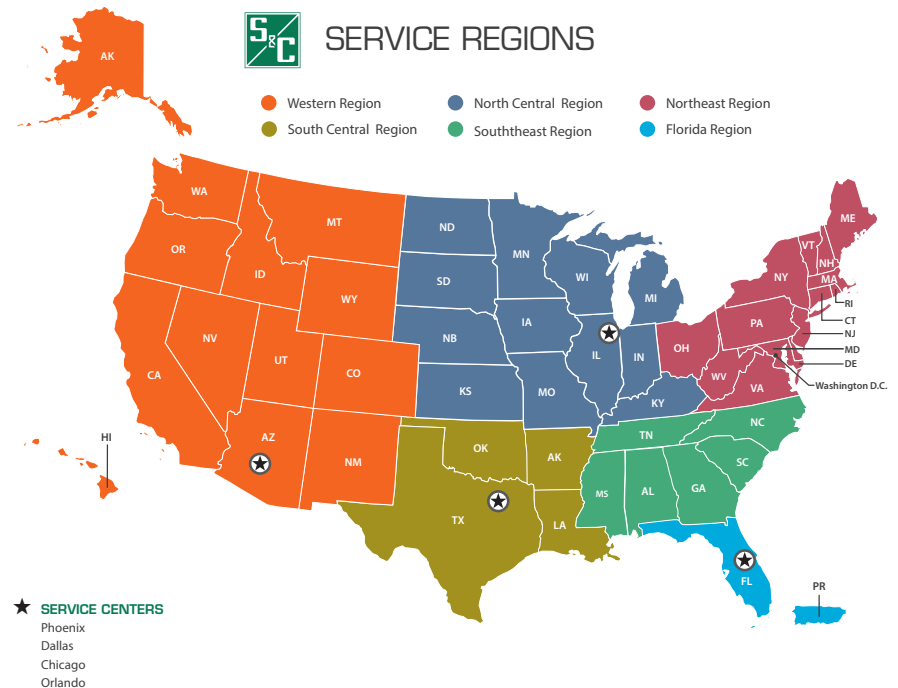 S&C
SERVICE REGIONS
Western Region
North Central Region
Northeast Region
South Central Region
Souththeast Region
Florida Region
AK
WA
MT
ND
MN
ME
OR
ID
WY
SD
WI
MI
NY
VT
NH
MA
RI
CT
NJ
MD
DE
Washington D.C.
NV
UT
CO
NB
IA
IL
IN
OH
PA
CA
KS
MO
KY
WV
VA
HI
AZ
NM
OK
AK
TN
NC
SC
TX
LA
MS
AL
GA
FL
PR
SERVICE CENTERS
Phoenix
Dallas
Chicago
Orlando